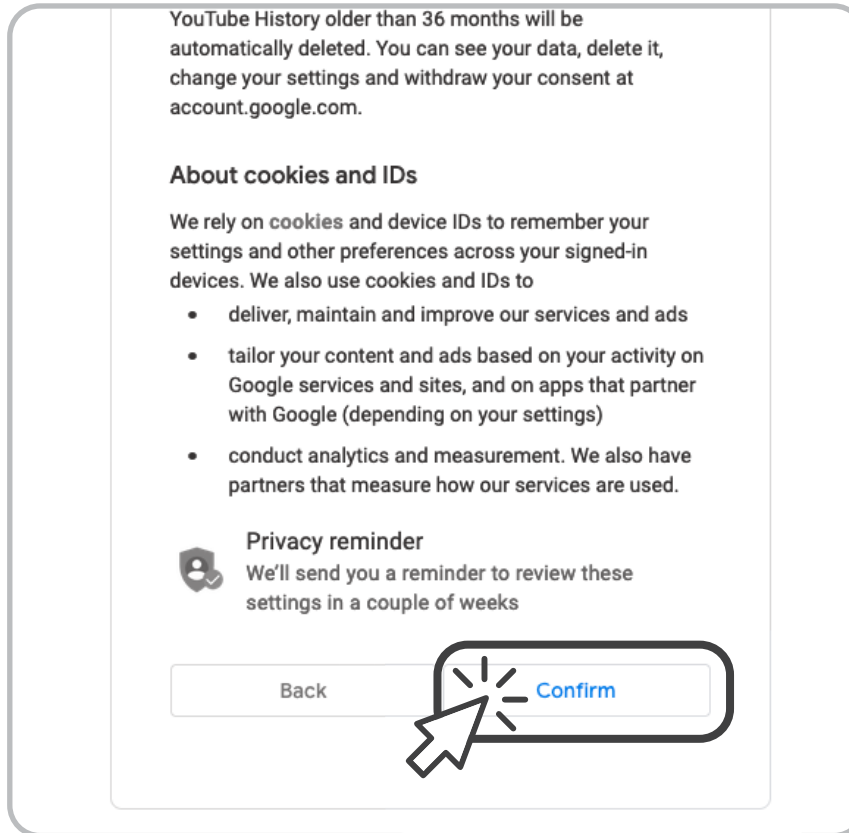 YouTube History older than 36 months will be
automatically deleted. You can see your data, delete it,
change your settings and withdraw your consent at
account.google.com.
About cookies and IDs
We rely on cookies and device IDs to remember your
settings and other preferences across your signed-in
devices. We also use cookies and IDs to
• deliver, maintain and improve our services and ads
• tailor your content and ads based on your activity on
Google services and sites, and on apps that partner
with Google (depending on your settings)
• conduct analytics and measurement. We also have
partners that measure how our services are used.
Privacy reminder
We'll send you a reminder to review these
settings in a couple of weeks
Back
Confirm